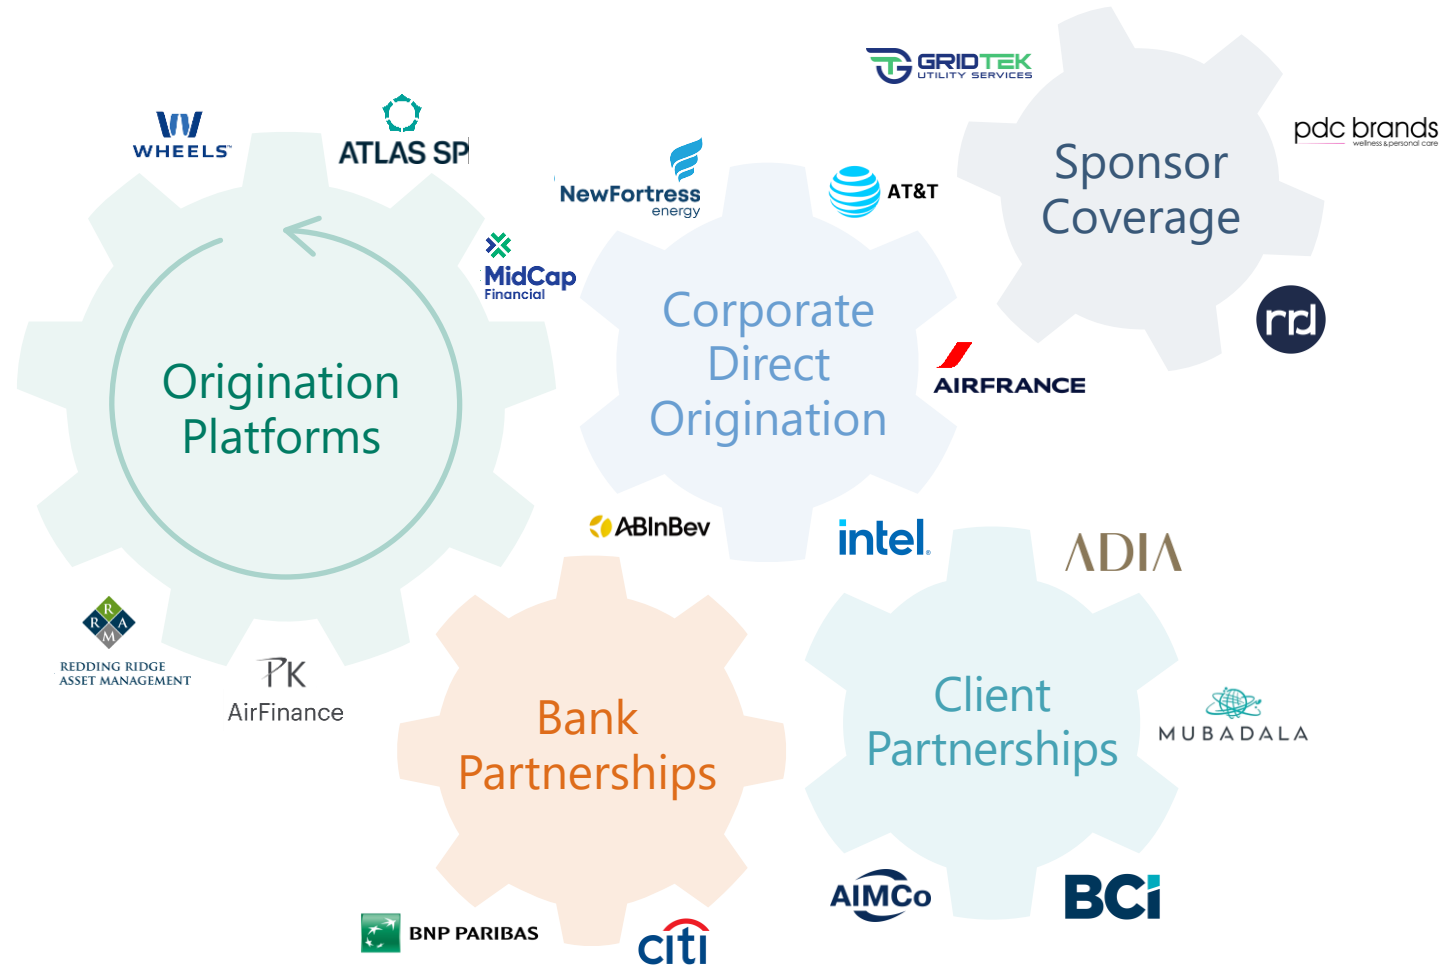 WHEELS™
ATLAS SP
MidCap
Financial
Origination
Platforms
R
R A
M
REDDING RIDGE
ASSET MANAGEMENT
PK
AirFinance
NewFortress
energy
AT&T
Corporate
Direct
Origination
AIRFRANCE
ABInBev
intel.
GRIDTEK
UTILITY SERVICES
Sponsor
Coverage
pdc brands
wellness & personal care
rrd
Bank
Partnerships
BNP PARIBAS
citi
ADIA
Client
Partnerships
MUBADALA
AIMCo
BCi